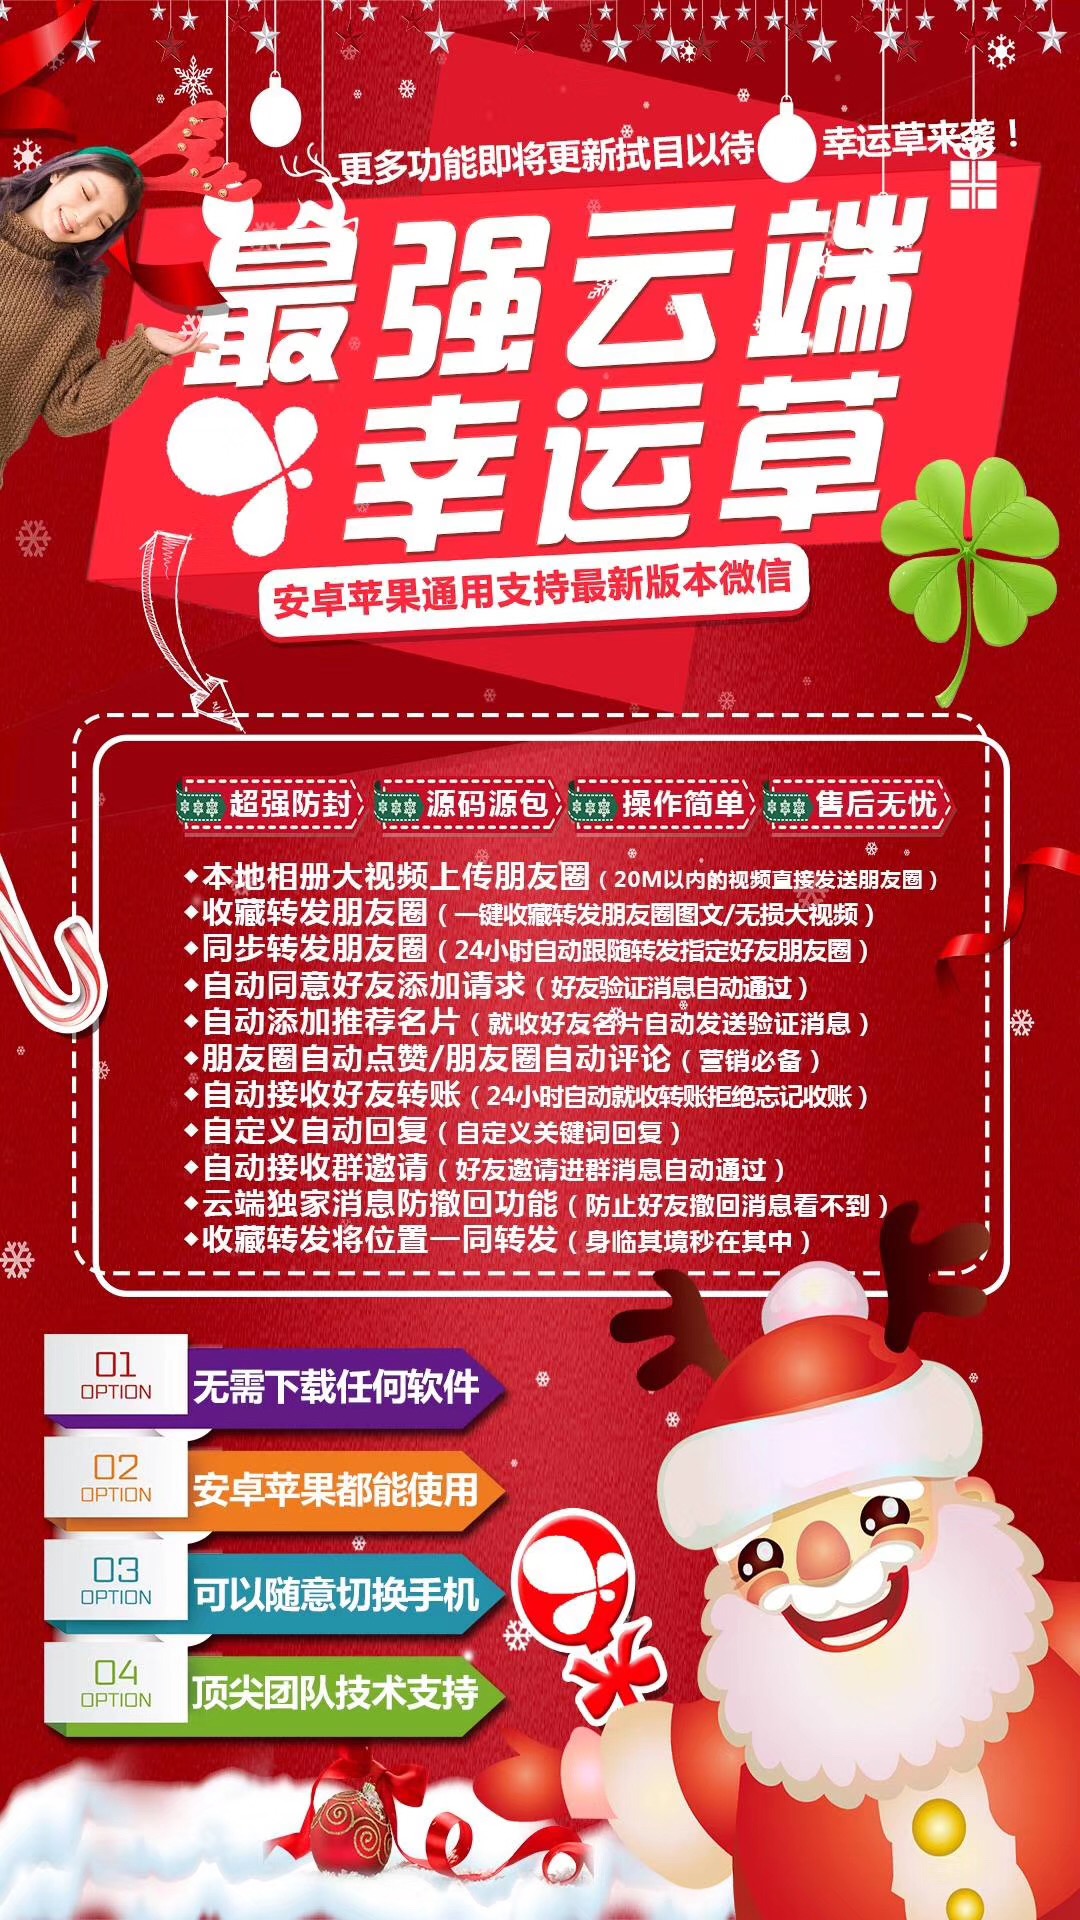 更多功能即将更新拭目以待 幸运草来袭！
最强云端
幸运草
安卓苹果通用支持最新版本微信
超强防封 源码源包 操作简单 售后无忧
◆本地相册大视频上传朋友圈（20M以内的视频直接发送朋友圈）
◆收藏转发朋友圈（一键收藏转发朋友圈图文/无损大视频）
◆同步转发朋友圈（24小时自动跟随转发指定好友朋友圈）
◆自动同意好友添加请求（好友验证消息自动通过）
◆自动添加推荐名片（就收好友名片自动发送验证消息）
◆朋友圈自动点赞/朋友圈自动评论（营销必备）
◆自动接收好友转账（24小时自动就收转账拒绝忘记收账）
◆自定义自动回复（自定义关键词回复）
◆自动接收群邀请（好友邀请进群消息自动通过）
◆云端独家消息防撤回功能（防止好友撤回消息看不到）
◆收藏转发将位置一同转发（身临其境秒在其中）
01
OPTION
无需下载任何软件
02
OPTION
安卓苹果都能使用
03
OPTION
可以随意切换手机
04
OPTION
顶尖团队技术支持